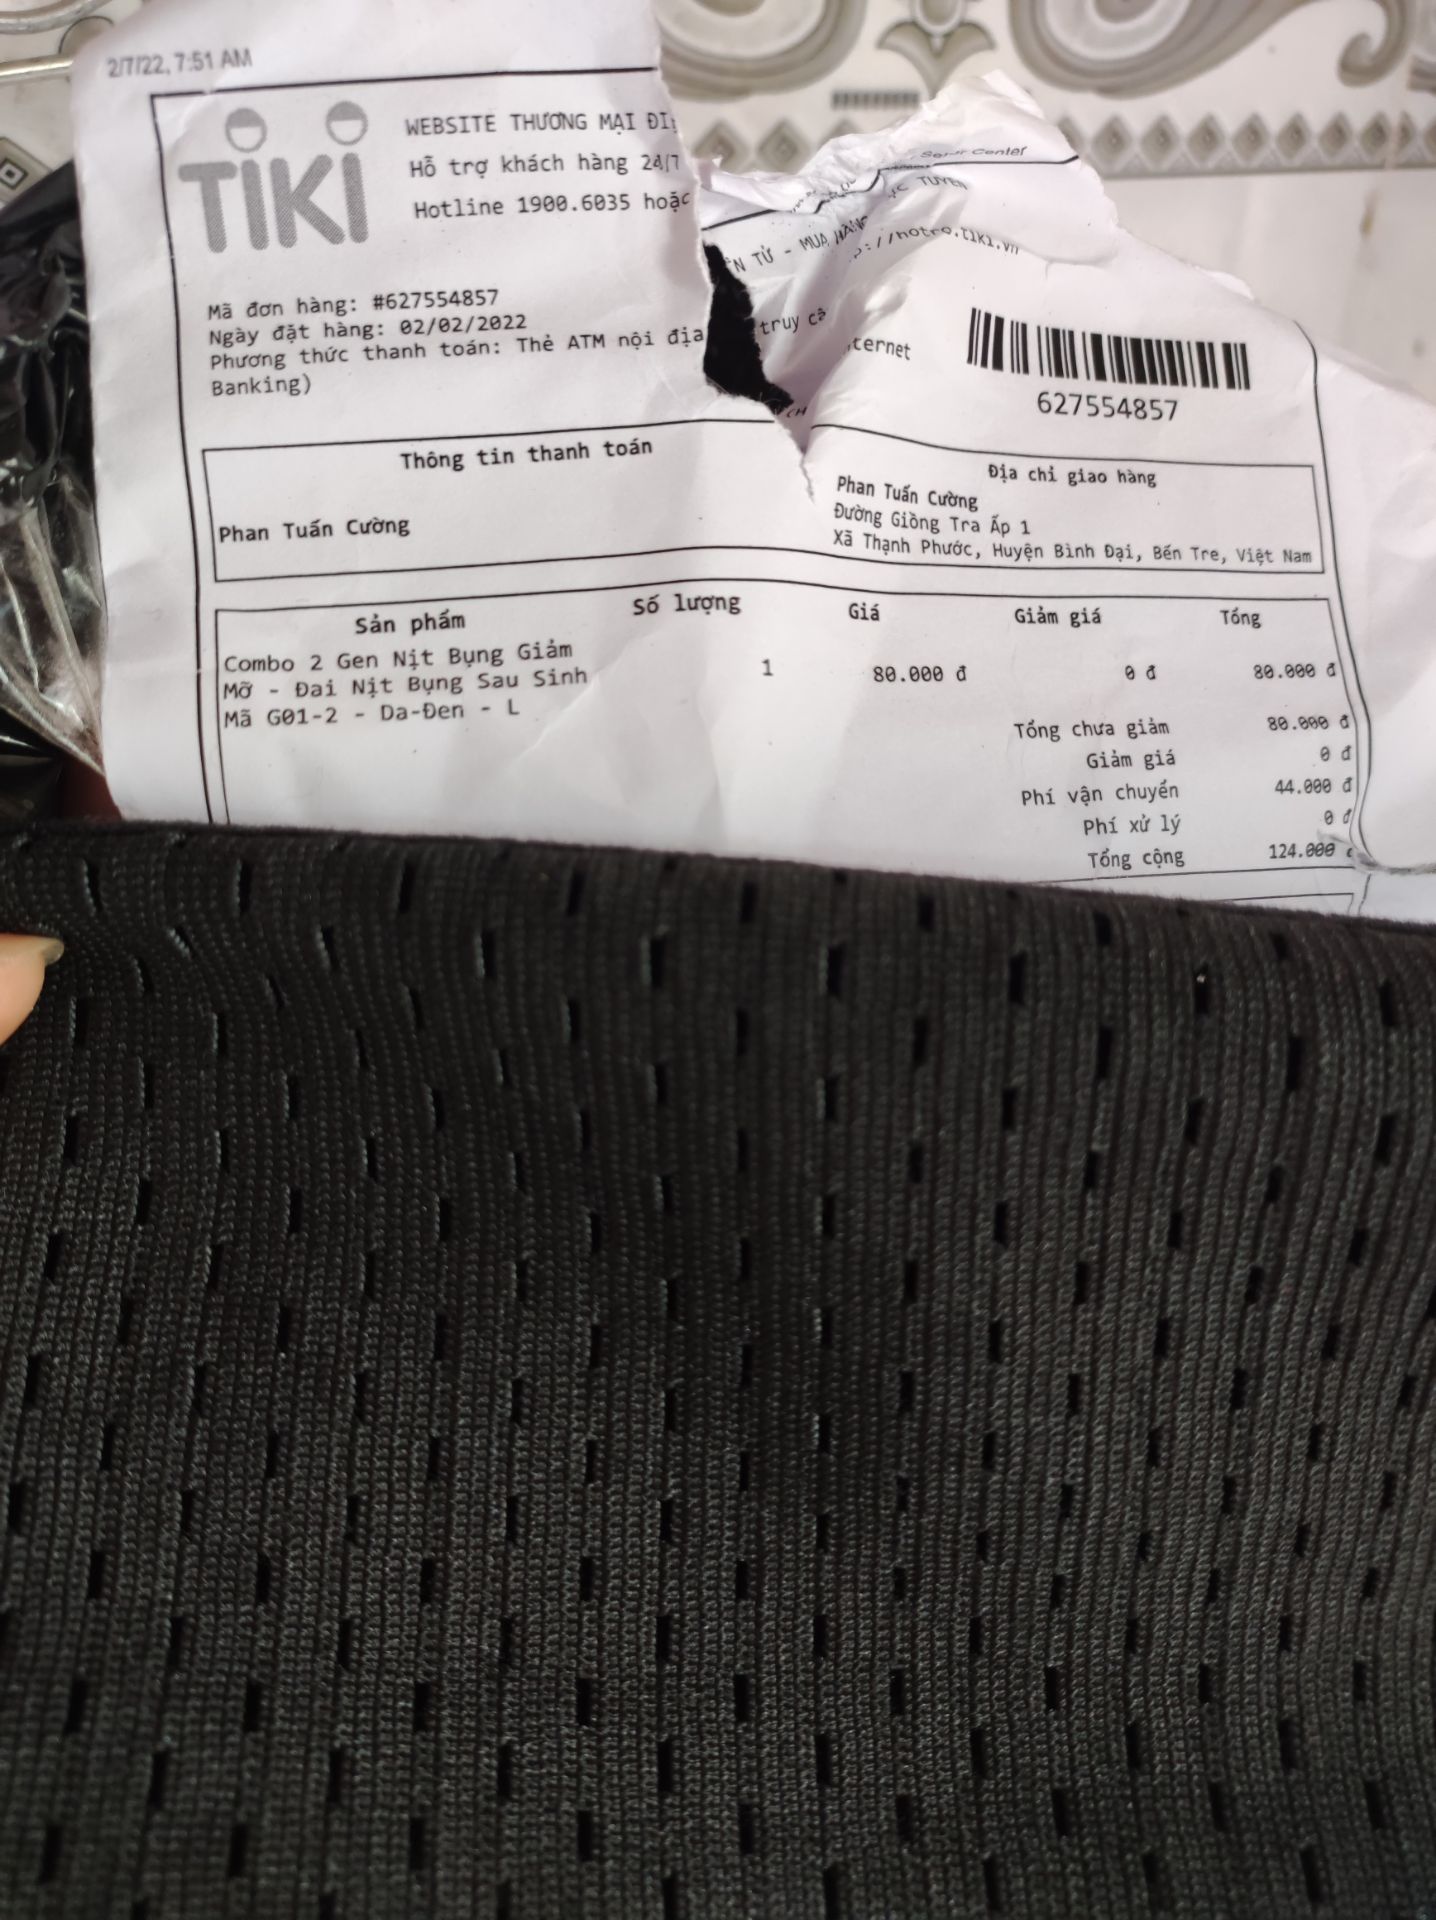 2/7/22, 7:51 AM
TiKi
WEBSITE THƯƠNG MẠI
Hỗ trợ khách hàng 24/7
Hotline 1900.6035 hoặc
Center
TUYẾN
TỬ - MUA HÀNG
truy
Mã đơn hàng: #627554857
Ngày đặt hàng: 02/02/2022
Phương thức thanh toán: Thẻ ATM nội địa
Banking)
627554857
Thông tin thanh toán
Địa chỉ giao hàng
Phan Tuấn Cường
Phan Tuấn Cường
Đường Giồng Tra Ấp 1
Xã Thạnh Phước, Huyện Bình Đại, Bến Tre, Việt Nam
Sản phẩm Số lượng Giá Giảm giá Tổng
Combo 2 Gen Nịt Bụng Giảm
Mỡ - Đai Nịt Bụng Sau Sinh 1 80.000 đ 0 đ 80.000 đ
Mã G01-2 - Da-Đen - L
Tổng chưa giảm 80.000 đ
Giảm giá 0 đ
Phí vận chuyển 44.000 đ
Phí xử lý 0 đ
Tổng cộng 124.000